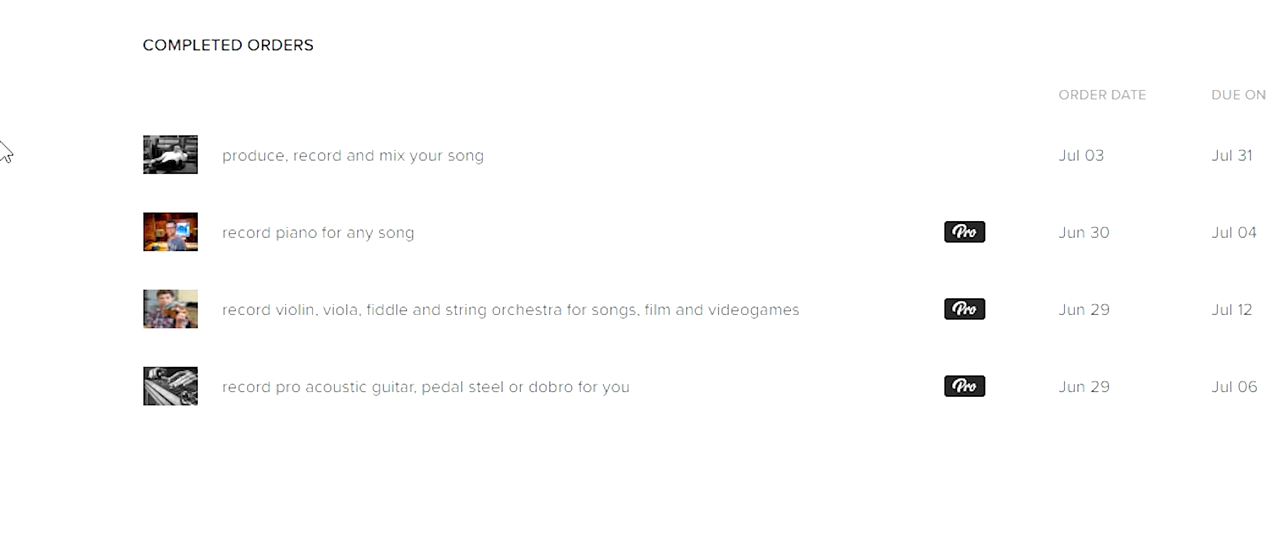 COMPLETED ORDERS
ORDER DATE DUE ON
produce, record and mix your song Jul 03 Jul 31
record piano for any song Pro Jun 30 Jul 04
record violin, viola, fiddle and string orchestra for songs, film and videogames Pro Jun 29 Jul 12
record pro acoustic guitar, pedal steel or dobro for you Pro Jun 29 Jul 06